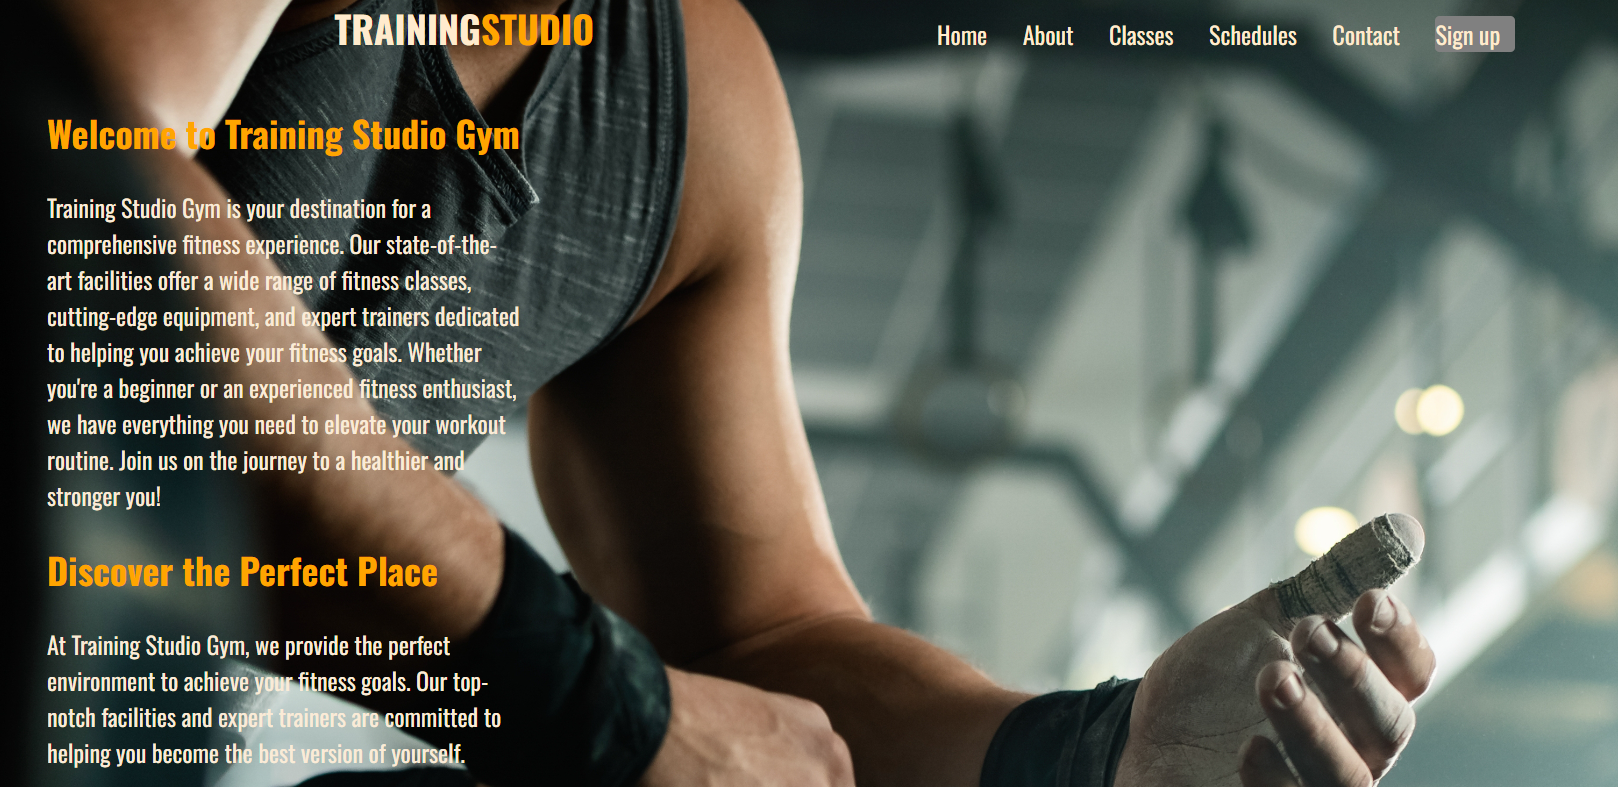 TRAININGSTUDIO
Home About Classes Schedules Contact Sign up
Welcome to Training Studio Gym
Training Studio Gym is your destination for a
comprehensive fitness experience. Our state-of-the-
art facilities offer a wide range of fitness classes,
cutting-edge equipment, and expert trainers dedicated
to helping you achieve your fitness goals. Whether
you're a beginner or an experienced fitness enthusiast,
we have everything you need to elevate your workout
routine. Join us on the journey to a healthier and
stronger you!
Discover the Perfect Place
At Training Studio Gym, we provide the perfect
environment to achieve your fitness goals. Our top-
notch facilities and expert trainers are committed to
helping you become the best version of yourself.